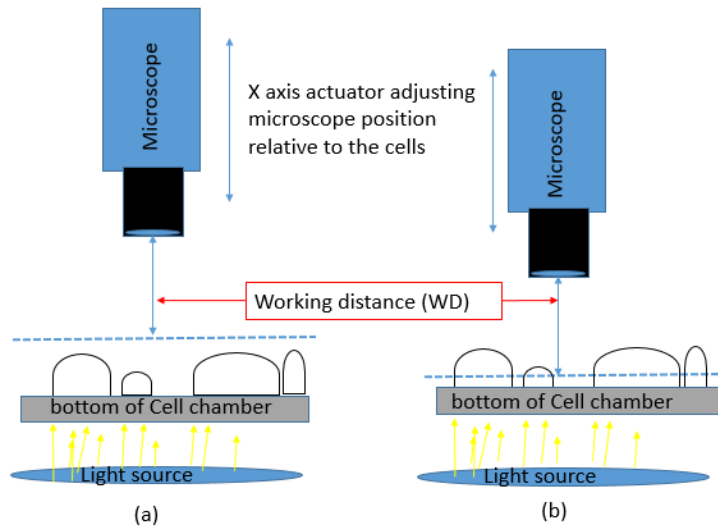 Microscope
X axis actuator adjusting
microscope position
relative to the cells
Microscope
Working distance (WD)
bottom of Cell chamber
bottom of Cell chamber
Light source
Light source
(a)
(b)